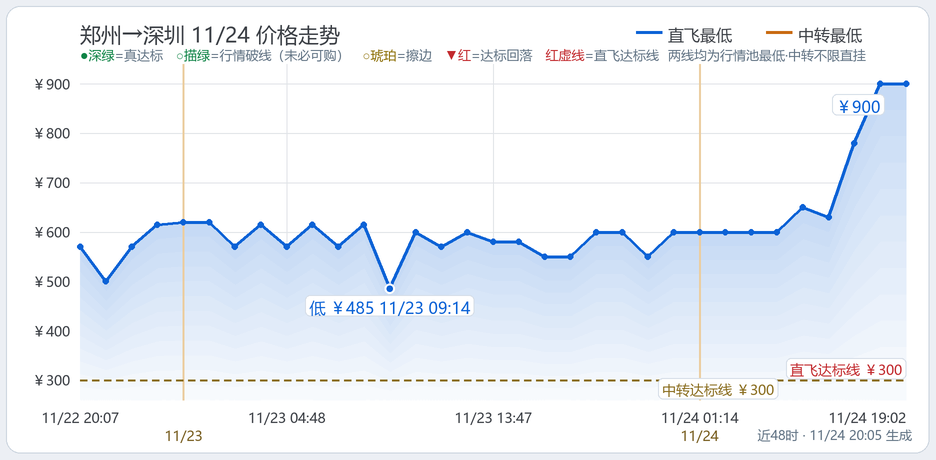 郑州→深圳 11/24 价格走势
直飞最低 中转最低
●深绿=真达标 ○描绿=行情破线（未必可购） ○琥珀=擦边 ▼红=达标回落 红虚线=直飞达标线 两线均为行情池最低·中转不限直挂
¥900
¥900
¥800
¥700
¥600
¥500
低 ¥485 11/23 09:14
¥400
直飞达标线 ¥300
¥300
中转达标线 ¥300
11/22 20:07 11/23 04:48 11/23 13:47 11/24 01:14 11/24 19:02
11/23 11/24 近48时 · 11/24 20:05 生成